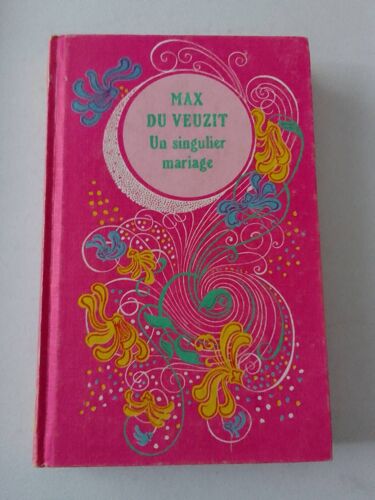 MAX
DU VEUZIT
Un singulier
mariage